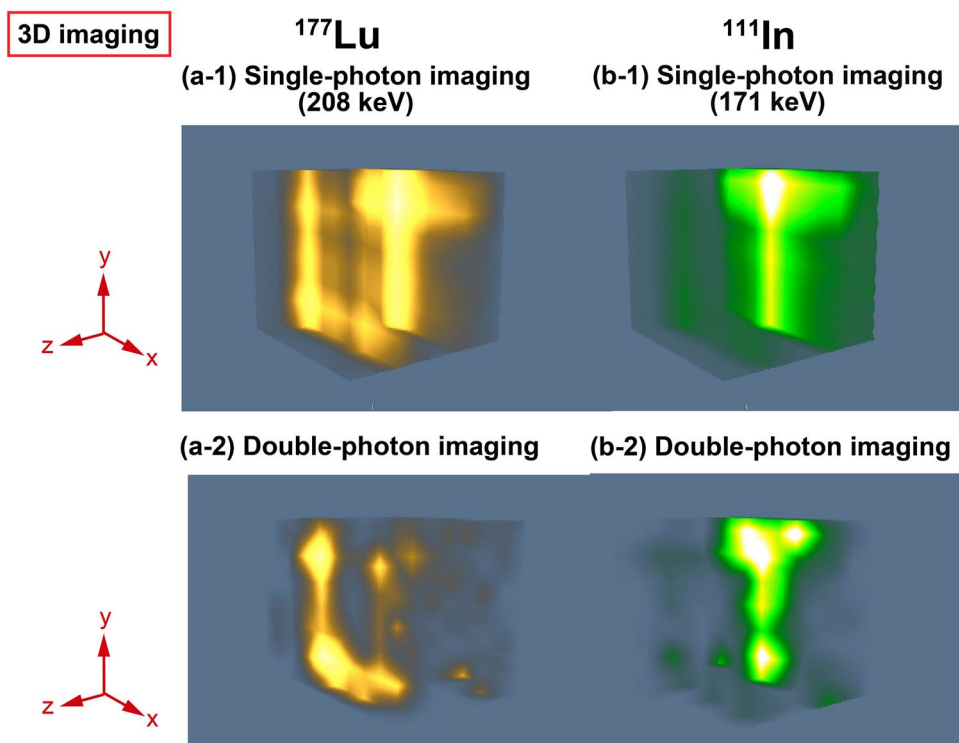 3D imaging
¹⁷⁷Lu
¹¹¹In
(a-1) Single-photon imaging
(208 keV)
(b-1) Single-photon imaging
(171 keV)
y
z
x
(a-2) Double-photon imaging
(b-2) Double-photon imaging
y
z
x